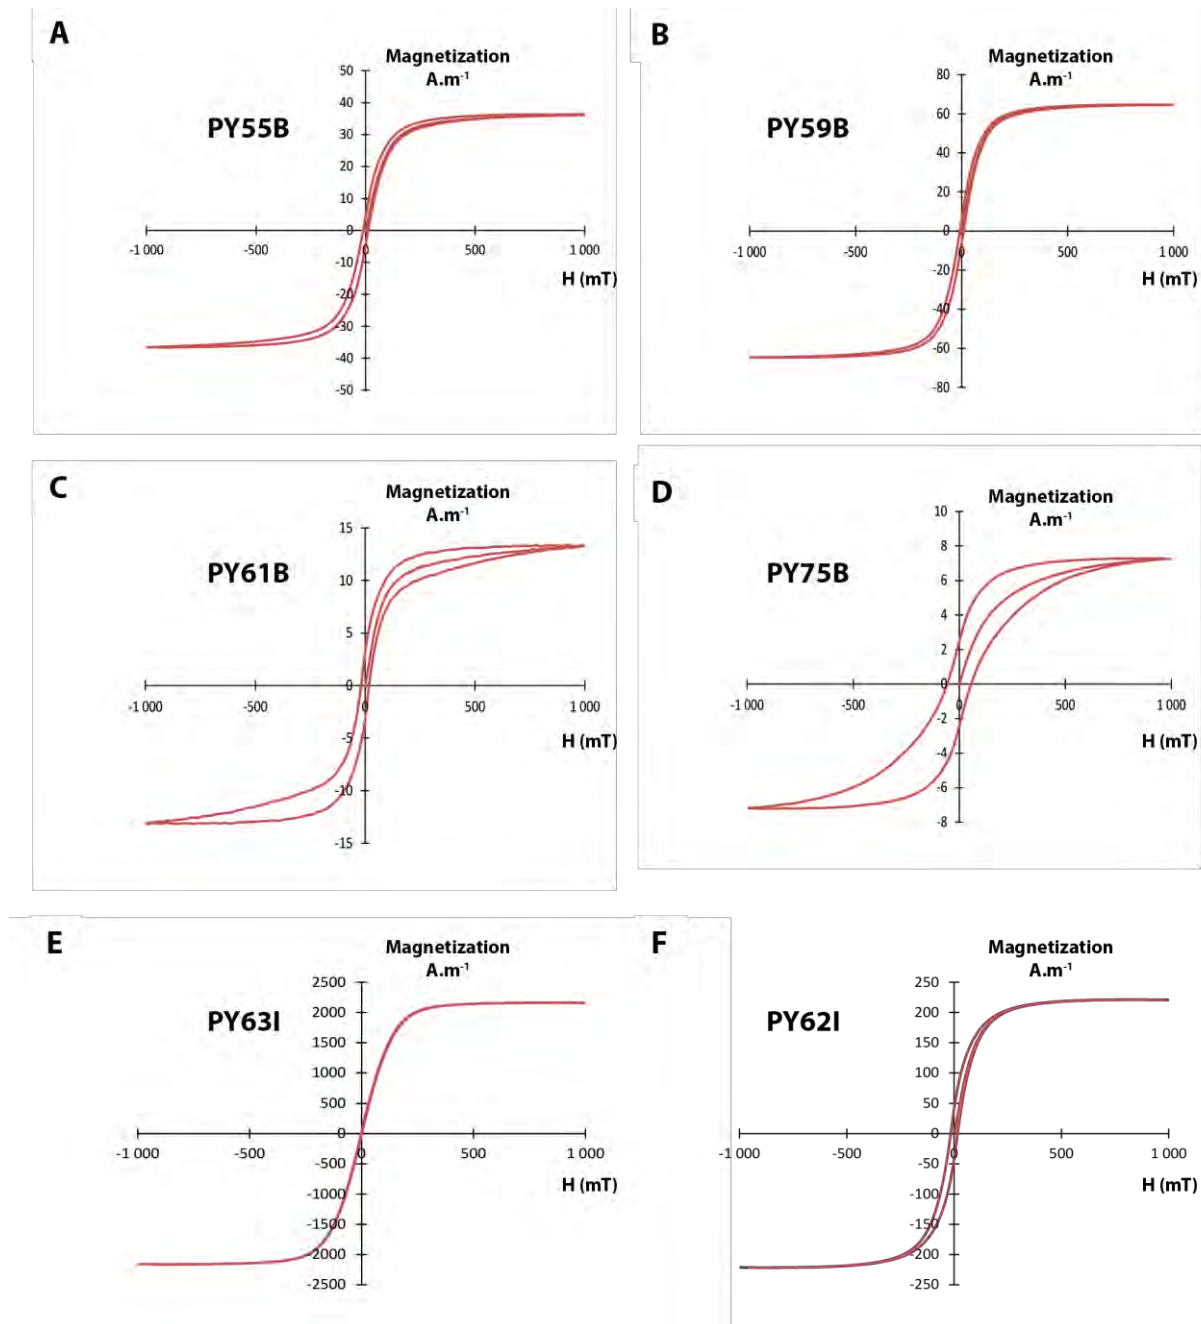 A
Magnetization
A.m⁻¹
PY55B
50
40
30
20
10
0
-10
-20
-30
-40
-50
-1 000
-500
0
500
1 000
H (mT)
B
Magnetization
A.m⁻¹
PY59B
80
60
40
20
0
-20
-40
-60
-80
-1 000
-500
0
500
1 000
H (mT)
C
Magnetization
A.m⁻¹
PY61B
15
10
5
0
-5
-10
-15
-1 000
-500
0
500
1 000
H (mT)
D
Magnetization
A.m⁻¹
PY75B
10
8
6
4
2
0
-2
-4
-6
-8
-1 000
-500
0
500
1 000
H (mT)
E
Magnetization
A.m⁻¹
PY63I
2500
2000
1500
1000
500
0
-500
-1000
-1500
-2000
-2500
-1 000
-500
0
500
1 000
H (mT)
F
Magnetization
A.m⁻¹
PY62I
250
200
150
100
50
0
-50
-100
-150
-200
-250
-1 000
-500
0
500
1 000
H (mT)